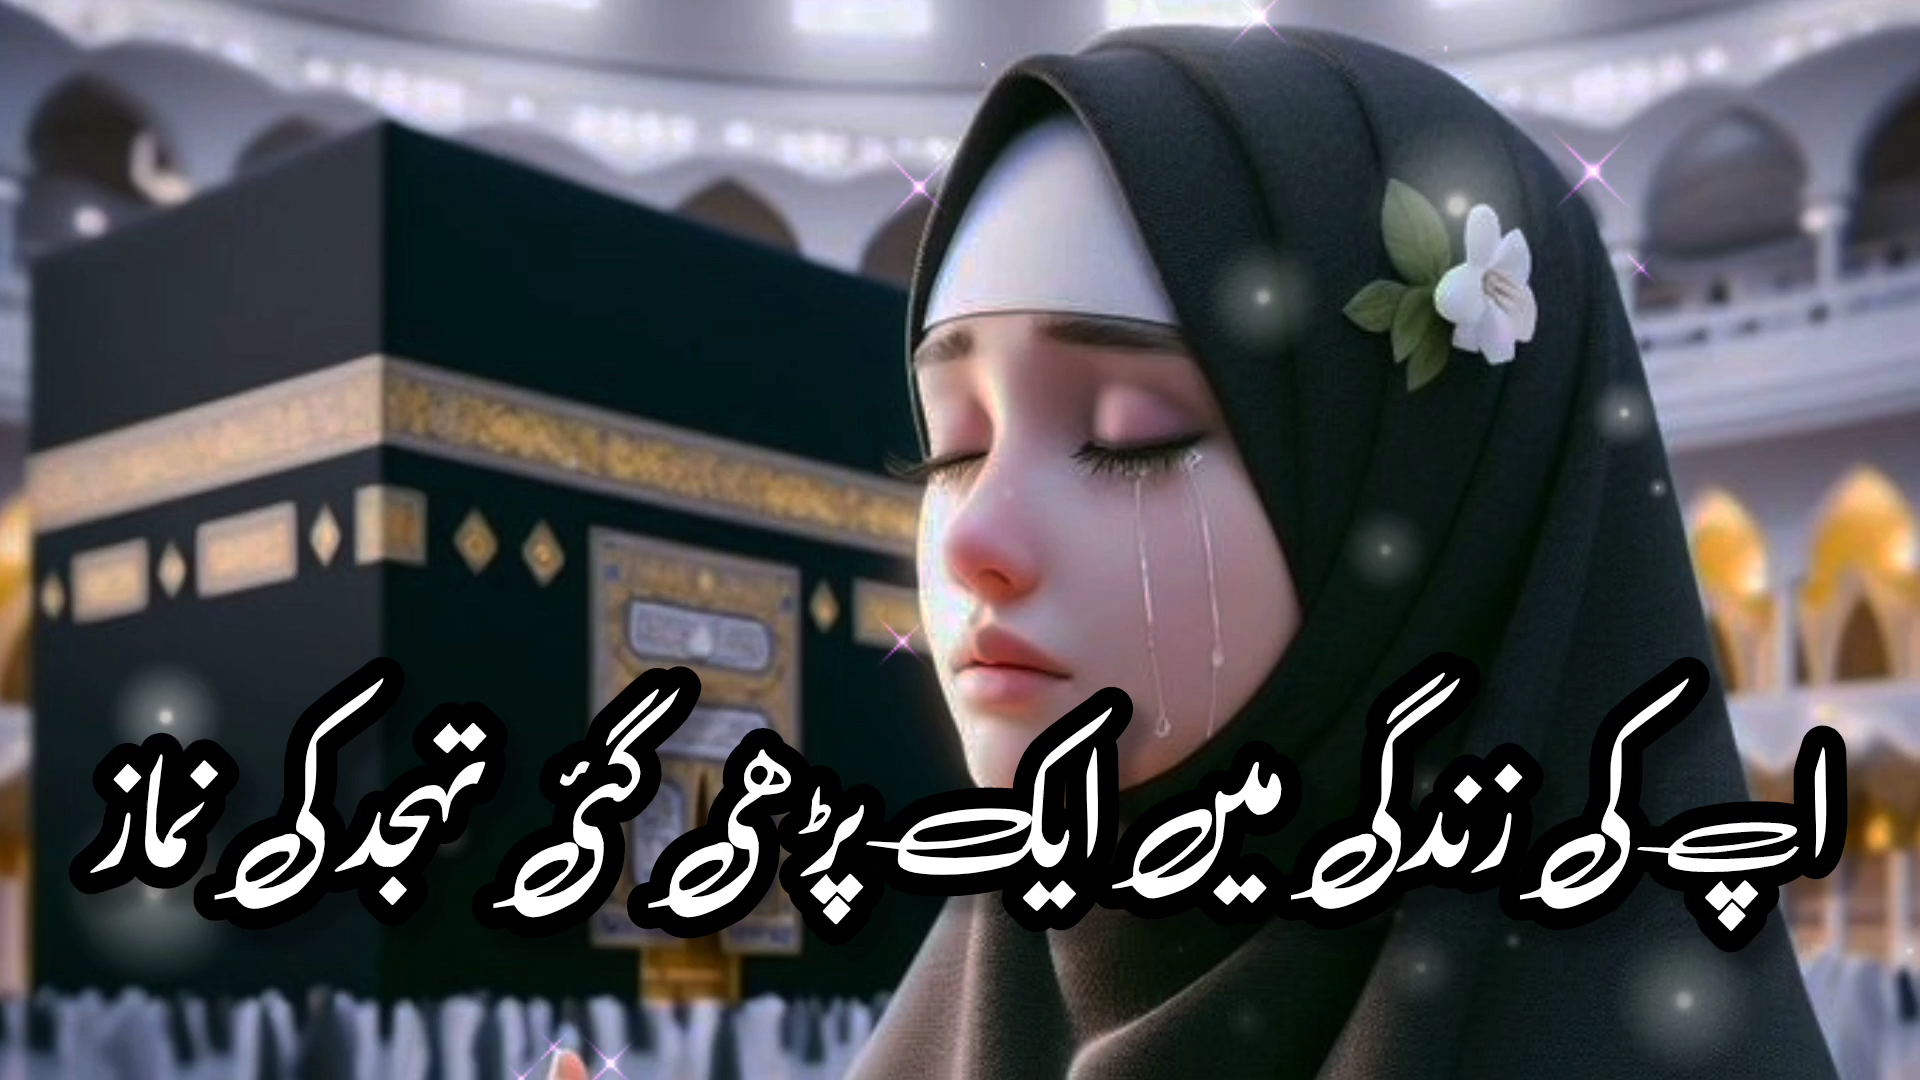 اپ کی زندگی میں ایک پڑھی گئی تہجد کی نماز